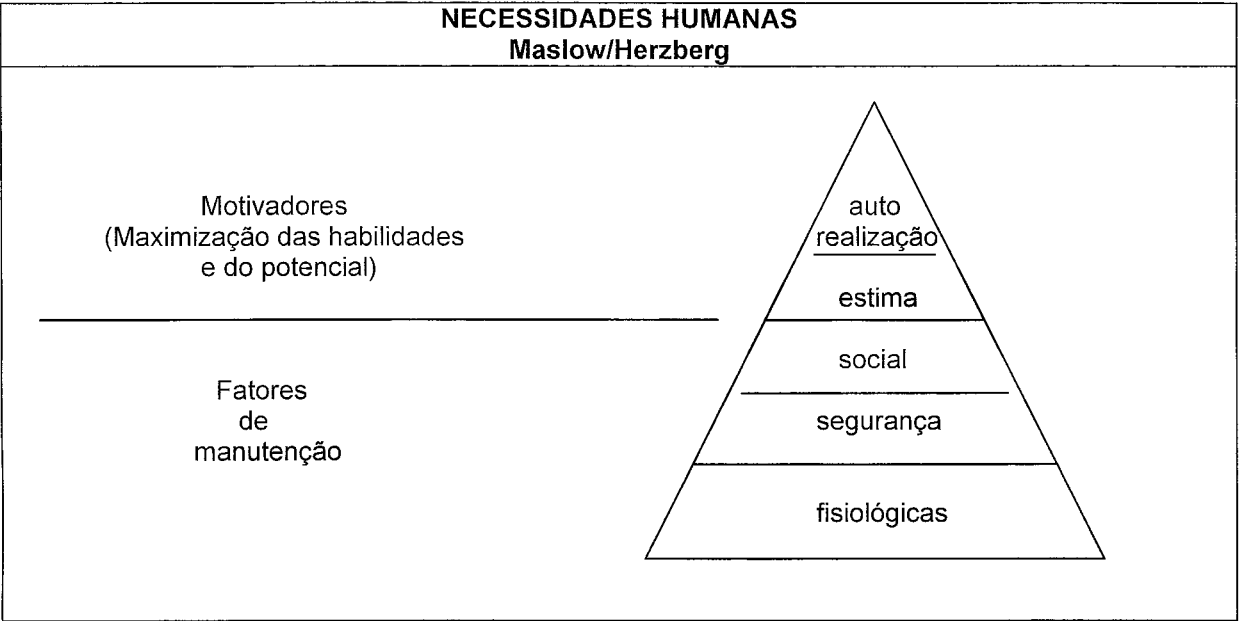 NECESSIDADES HUMANAS
Maslow/Herzberg
Motivadores
(Maximização das habilidades
e do potencial)
Fatores
de
manutenção
auto
realização
estima
social
segurança
fisiológicas